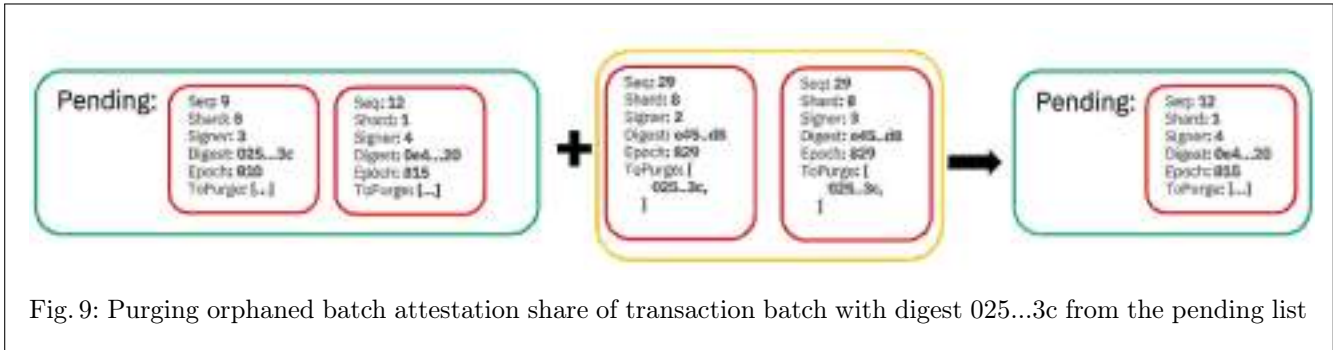 Pending:
Seq: 9
Shard:
Signer: 3
Digest: 025...3c
Epoch:
ToPurge: [...]
Seq: 12
Shard: 1
Signer: 4
Digest: 0e4...20
Epoch: 815
ToPurge: [...]
+
Seq: 29
Shard: 8
Signer: 2
Digest: e45..d8
Epoch: 829
ToPurge: [
025..3c,
]
Seq: 29
Shard: 8
Signer: 3
Digest: e45..d8
Epoch: 829
ToPurge: [
025..3c,
]
Pending:
Seq: 12
Shard: 1
Signer: 4
Digest: 0e4...20
Epoch: 815
ToPurge: [...]
Fig. 9: Purging orphaned batch attestation share of transaction batch with digest 025...3c from the pending list